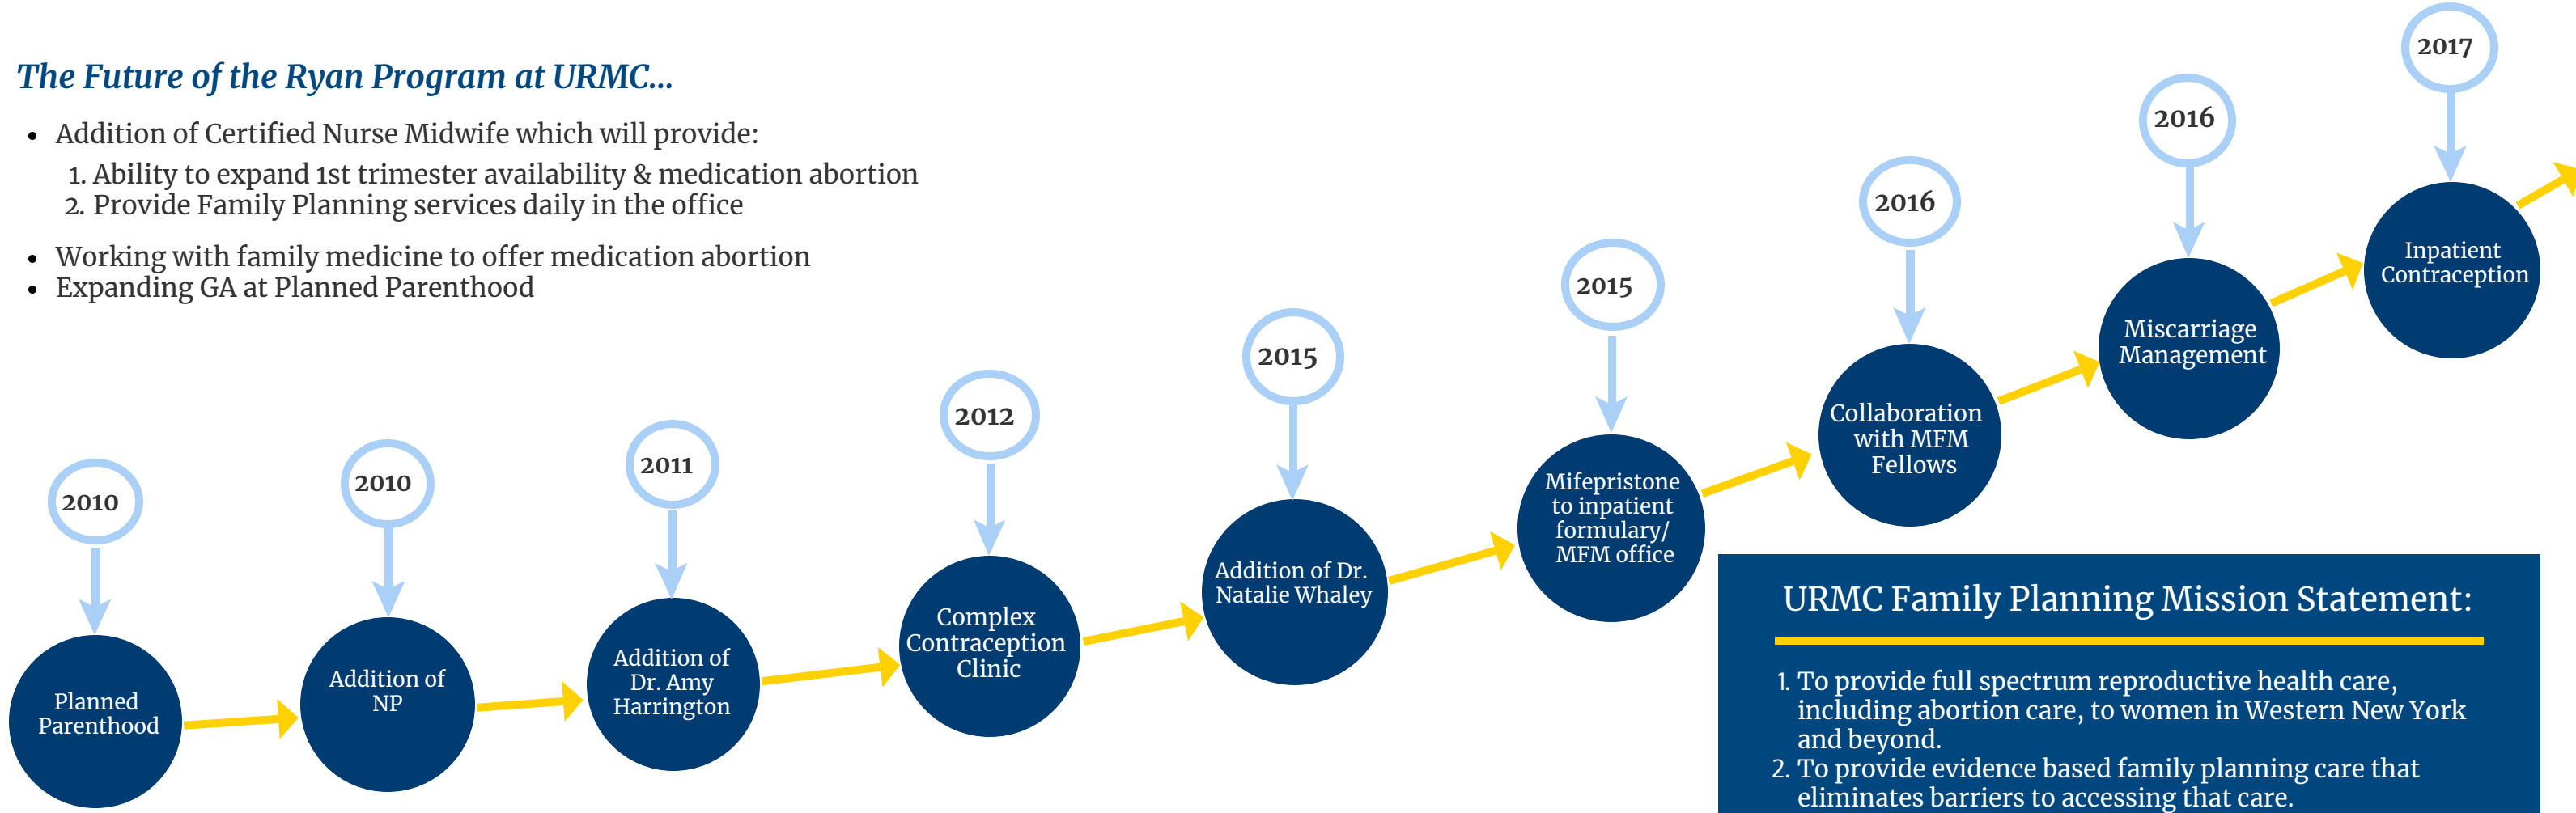 The Future of the Ryan Program at URMC...
• Addition of Certified Nurse Midwife which will provide:
1. Ability to expand 1st trimester availability & medication abortion
2. Provide Family Planning services daily in the office
• Working with family medicine to offer medication abortion
• Expanding GA at Planned Parenthood
2010
Planned
Parenthood
2010
Addition of
NP
2011
Addition of
Dr. Amy
Harrington
2012
Complex
Contraception
Clinic
2015
Addition of Dr.
Natalie Whaley
2015
Mifepristone
to inpatient
formulary/
MFM office
2016
Collaboration
with MFM
Fellows
2016
Miscarriage
Management
2017
Inpatient
Contraception
URMC Family Planning Mission Statement:
1. To provide full spectrum reproductive health care,
including abortion care, to women in Western New York
and beyond.
2. To provide evidence based family planning care that
eliminates barriers to accessing that care.